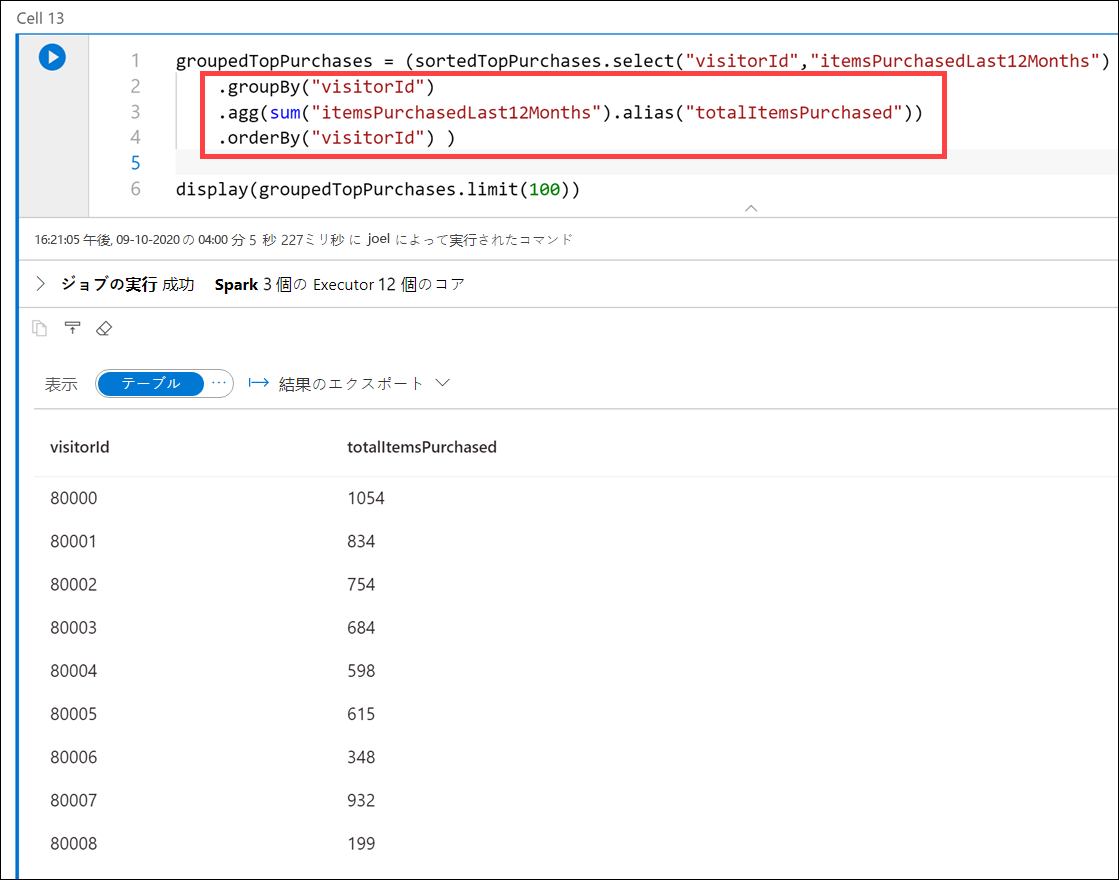 Cell 13
1 groupedTopPurchases = (sortedTopPurchases.select("visitorId","itemsPurchasedLast12Months")
2 .groupBy("visitorId")
3 .agg(sum("itemsPurchasedLast12Months").alias("totalItemsPurchased"))
4 .orderBy("visitorId") )
5
6 display(groupedTopPurchases.limit(100))
16:21:05 午後, 09-10-2020 の 04:00 分 5 秒 227ミリ秒 に joel によって実行されたコマンド
ジョブの実行 成功 Spark 3 個の Executor 12 個のコア
表示 テーブル ··· 結果のエクスポート
visitorId totalItemsPurchased
80000 1054
80001 834
80002 754
80003 684
80004 598
80005 615
80006 348
80007 932
80008 199